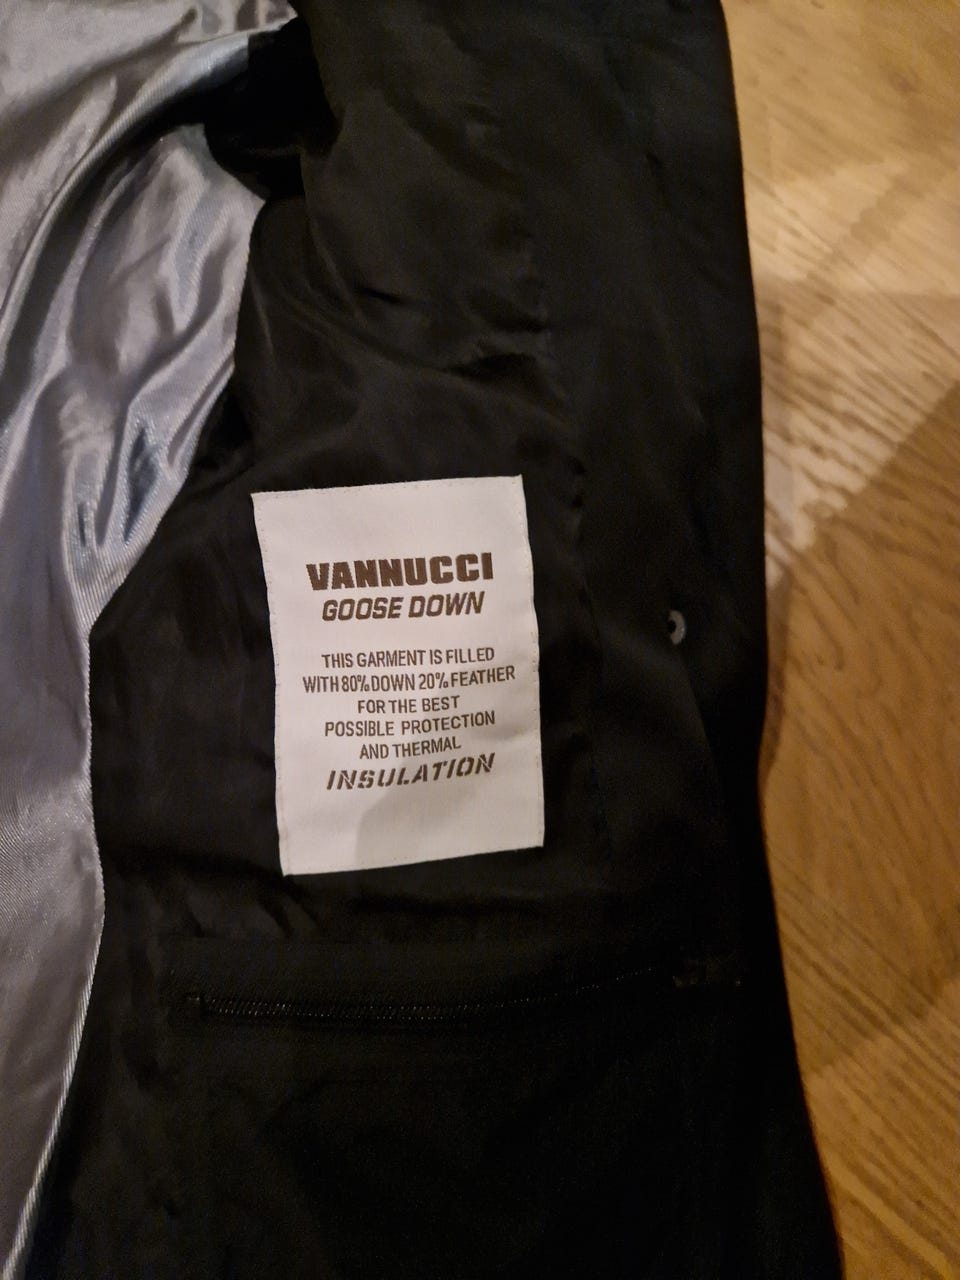 VANNUCCI
GOOSE DOWN
THIS GARMENT IS FILLED
WITH 80% DOWN 20% FEATHER
FOR THE BEST
POSSIBLE PROTECTION
AND THERMAL
INSULATION